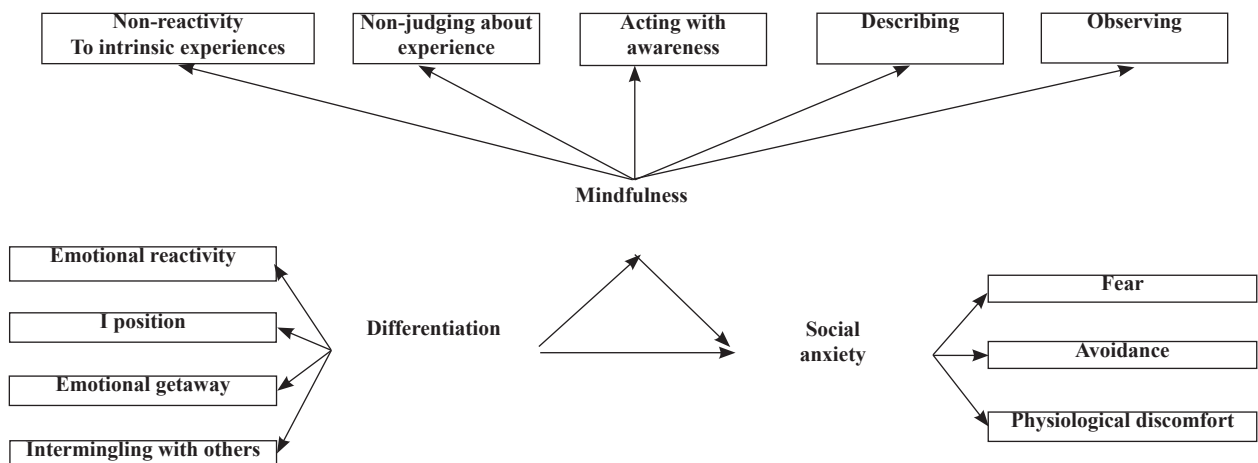 Non-reactivity
To intrinsic experiences
Non-judging about
experience
Acting with
awareness
Describing
Observing
Mindfulness
Emotional reactivity
I position
Emotional getaway
Intermingling with others
Differentiation
Social
anxiety
Fear
Avoidance
Physiological discomfort